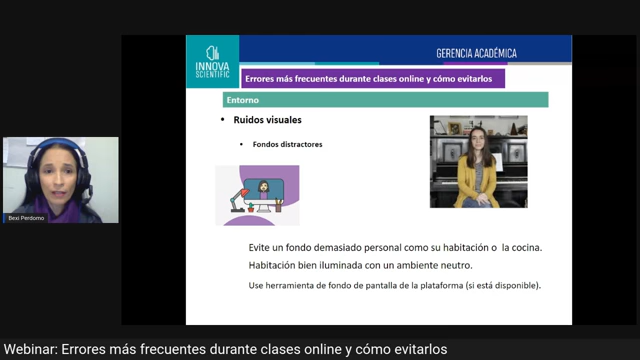 INNOVA
SCIENTIFIC
GERENCIA ACADÉMICA
Errores más frecuentes durante clases online y cómo evitarlos
Entorno
• Ruidos visuales
• Fondos distractores
Bexi Perdomo
Evite un fondo demasiado personal como su habitación o la cocina.
Habitación bien iluminada con un ambiente neutro.
Use herramienta de fondo de pantalla de la plataforma (si está disponible).
Webinar: Errores más frecuentes durante clases online y cómo evitarlos